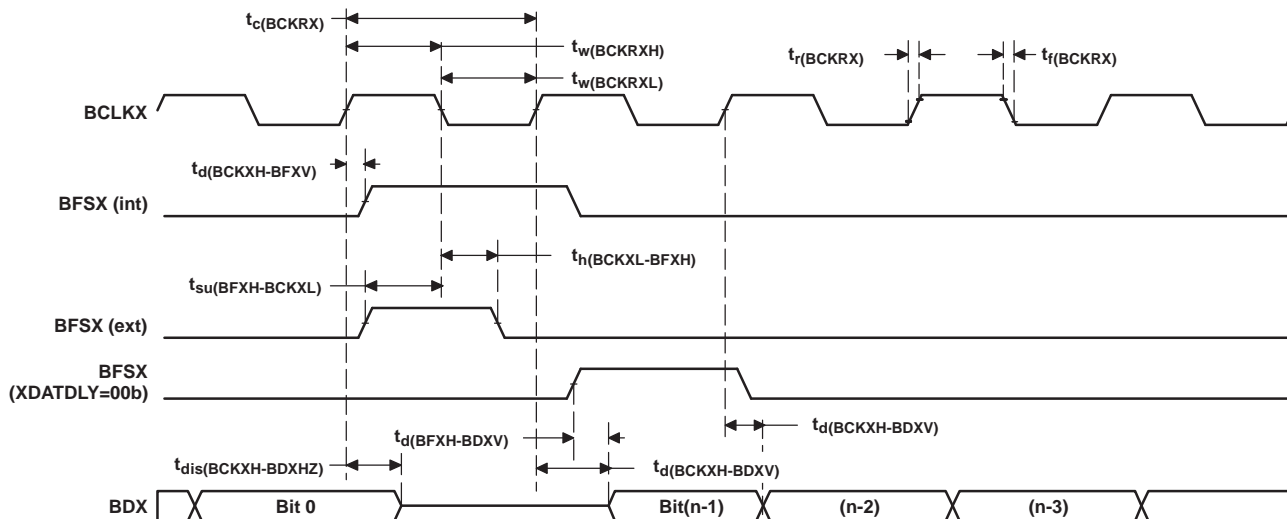 tc(BCKRX)
tw(BCKRXH)
tr(BCKRX)
tf(BCKRX)
tw(BCKRXL)
BCLKX
td(BCKXH-BFXV)
BFSX (int)
th(BCKXL-BFXH)
tsu(BFXH-BCKXL)
BFSX (ext)
BFSX
(XDATDLY=00b)
td(BCKXH-BDXV)
td(BFXH-BDXV)
tdis(BCKXH-BDXHZ)
td(BCKXH-BDXV)
BDX
Bit 0
Bit(n-1)
(n-2)
(n-3)